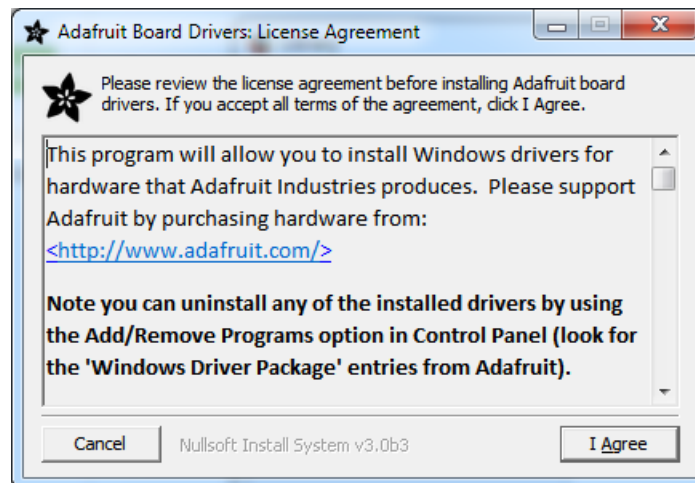 Adafruit Board Drivers: License Agreement
Please review the license agreement before installing Adafruit board
drivers. If you accept all terms of the agreement, click I Agree.
This program will allow you to install Windows drivers for
hardware that Adafruit Industries produces.  Please support
Adafruit by purchasing hardware from:
<http://www.adafruit.com/>
Note you can uninstall any of the installed drivers by using
the Add/Remove Programs option in Control Panel (look for
the 'Windows Driver Package' entries from Adafruit).
Cancel Nullsoft Install System v3.0b3 I Agree